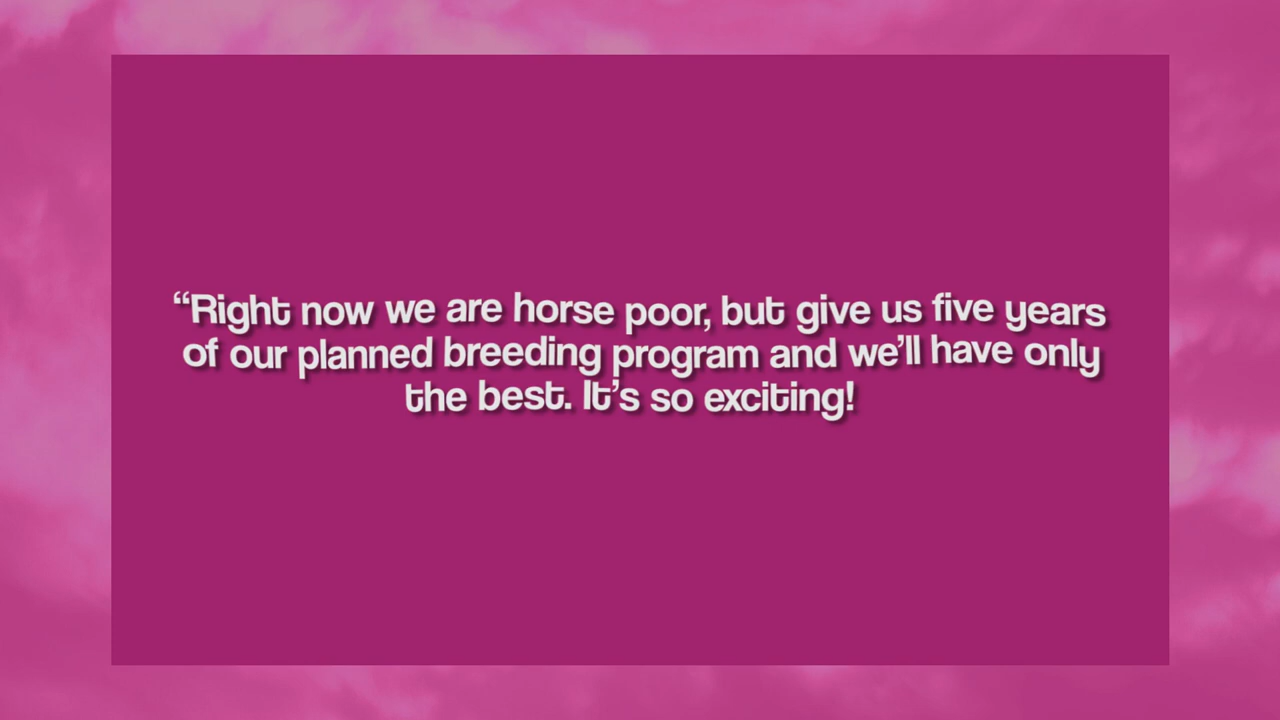 “Right now we are horse poor, but give us five years
of our planned breeding program and we’ll have only
the best. It’s so exciting!